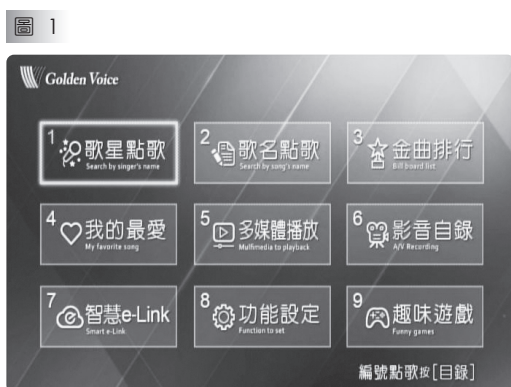 圖 1
Golden Voice
1 歌星點歌
Search by singer's name
2 歌名點歌
Search by song's name
3 金曲排行
Bill board list
4 我的最愛
My favorite song
5 多媒體播放
Multimedia to playback
6 影音自錄
A/V Recording
7 智慧e-Link
Smart e-Link
8 功能設定
Function to set
9 趣味遊戲
Funny games
編號點歌按[目錄]